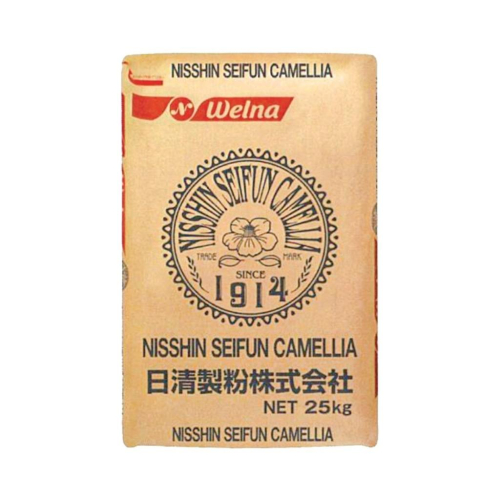 NISSHIN SEIFUN CAMELLIA
N Welna
NISSHIN SEIFUN CAMELLIA
TRADE MARK
SINCE
1914
NISSHIN SEIFUN CAMELLIA
日清製粉株式会社
NET 25kg
NISSHIN SEIFUN CAMELLIA